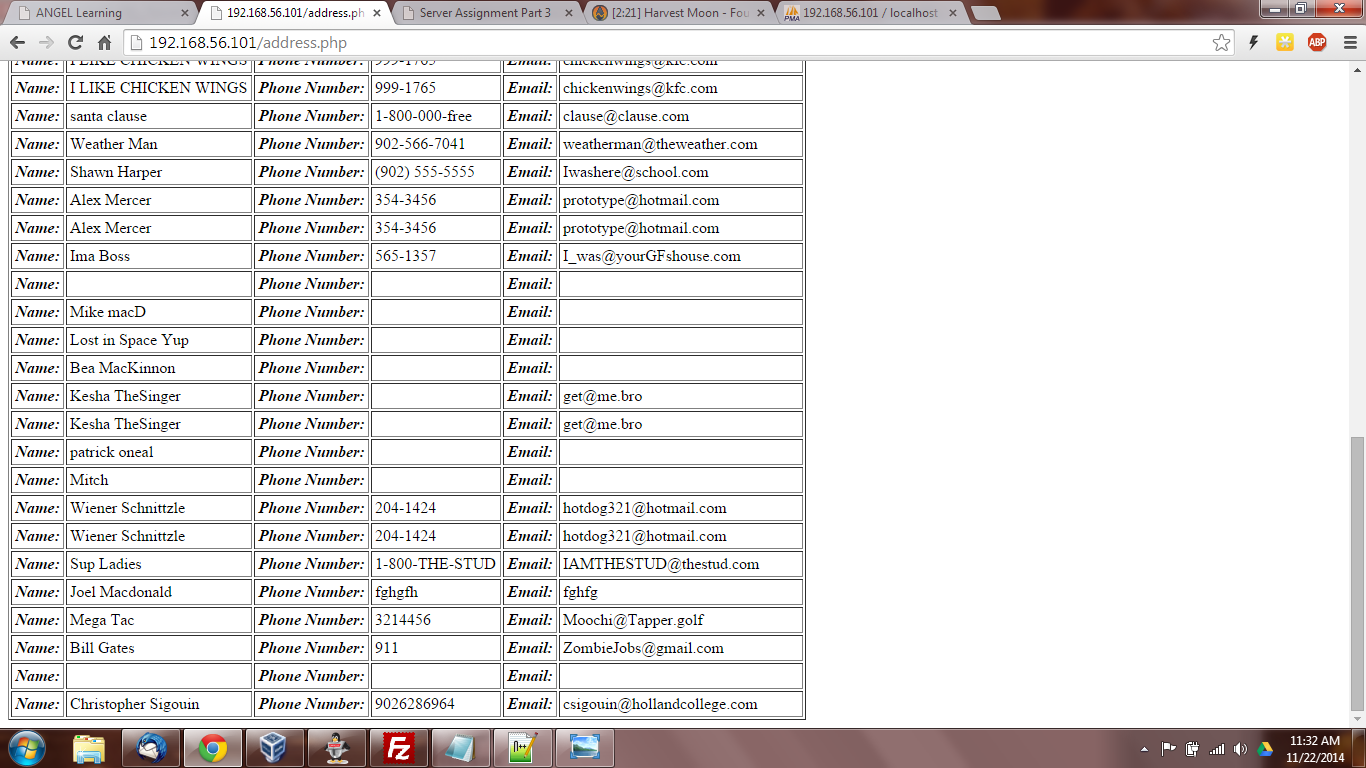 ANGEL Learning
192.168.56.101/address.ph
Server Assignment Part 3
[2:21] Harvest Moon - Fou
192.168.56.101 / localhost
192.168.56.101/address.php
Name: I LIKE CHICKEN WINGS Phone Number: 999-1765 Email: chickenwings@kfc.com
Name: I LIKE CHICKEN WINGS Phone Number: 999-1765 Email: chickenwings@kfc.com
Name: santa clause Phone Number: 1-800-000-free Email: clause@clause.com
Name: Weather Man Phone Number: 902-566-7041 Email: weatherman@theweather.com
Name: Shawn Harper Phone Number: (902) 555-5555 Email: Iwashere@school.com
Name: Alex Mercer Phone Number: 354-3456 Email: prototype@hotmail.com
Name: Alex Mercer Phone Number: 354-3456 Email: prototype@hotmail.com
Name: Ima Boss Phone Number: 565-1357 Email: I_was@yourGFshouse.com
Name: Phone Number: Email:
Name: Mike macD Phone Number: Email:
Name: Lost in Space Yup Phone Number: Email:
Name: Bea MacKinnon Phone Number: Email:
Name: Kesha TheSinger Phone Number: Email: get@me.bro
Name: Kesha TheSinger Phone Number: Email: get@me.bro
Name: patrick oneal Phone Number: Email:
Name: Mitch Phone Number: Email:
Name: Wiener Schnittzle Phone Number: 204-1424 Email: hotdog321@hotmail.com
Name: Wiener Schnittzle Phone Number: 204-1424 Email: hotdog321@hotmail.com
Name: Sup Ladies Phone Number: 1-800-THE-STUD Email: IAMTHESTUD@thestud.com
Name: Joel Macdonald Phone Number: fghgfh Email: fghfg
Name: Mega Tac Phone Number: 3214456 Email: Moochi@Tapper.golf
Name: Bill Gates Phone Number: 911 Email: ZombieJobs@gmail.com
Name: Phone Number: Email:
Name: Christopher Sigouin Phone Number: 9026286964 Email: csigouin@hollandcollege.com
11:32 AM
11/22/2014